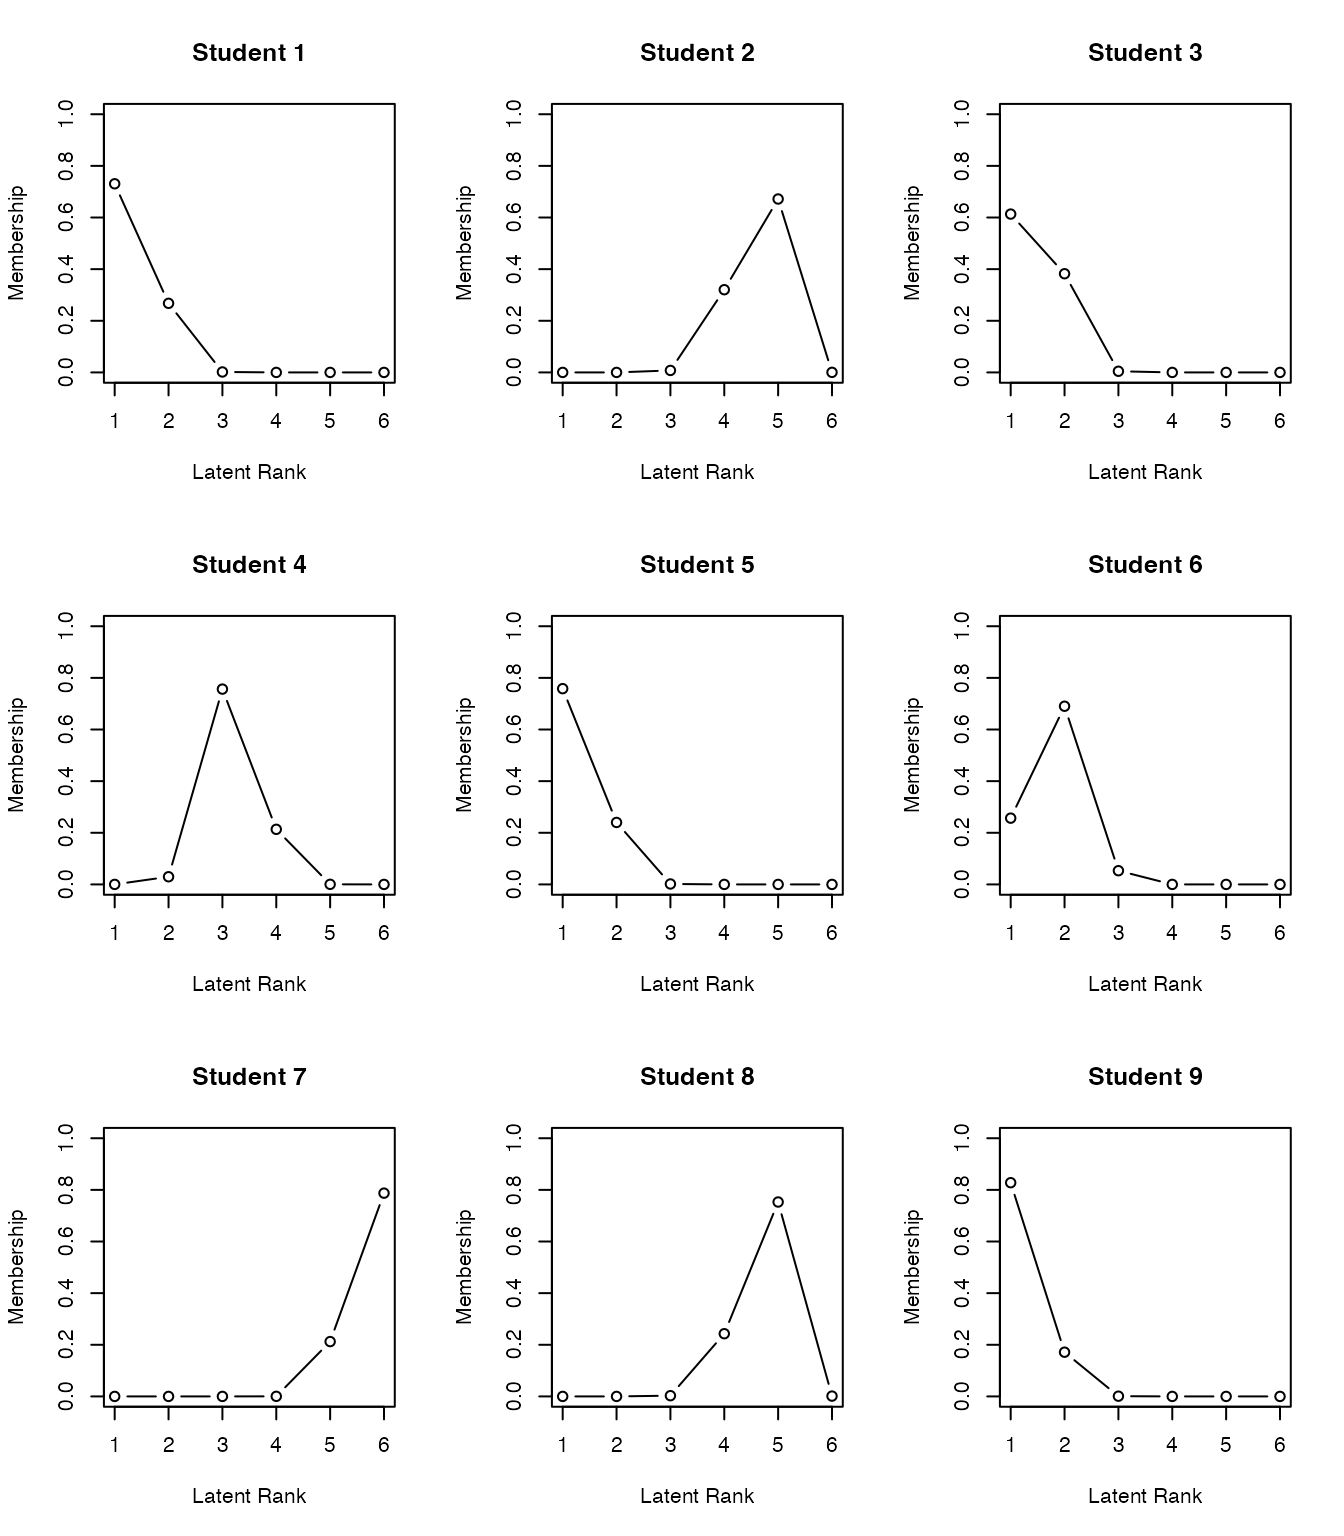 Student 1
Membership
0.0 0.2 0.4 0.6 0.8 1.0
1 2 3 4 5 6
Latent Rank
Student 2
Membership
0.0 0.2 0.4 0.6 0.8 1.0
1 2 3 4 5 6
Latent Rank
Student 3
Membership
0.0 0.2 0.4 0.6 0.8 1.0
1 2 3 4 5 6
Latent Rank
Student 4
Membership
0.0 0.2 0.4 0.6 0.8 1.0
1 2 3 4 5 6
Latent Rank
Student 5
Membership
0.0 0.2 0.4 0.6 0.8 1.0
1 2 3 4 5 6
Latent Rank
Student 6
Membership
0.0 0.2 0.4 0.6 0.8 1.0
1 2 3 4 5 6
Latent Rank
Student 7
Membership
0.0 0.2 0.4 0.6 0.8 1.0
1 2 3 4 5 6
Latent Rank
Student 8
Membership
0.0 0.2 0.4 0.6 0.8 1.0
1 2 3 4 5 6
Latent Rank
Student 9
Membership
0.0 0.2 0.4 0.6 0.8 1.0
1 2 3 4 5 6
Latent Rank